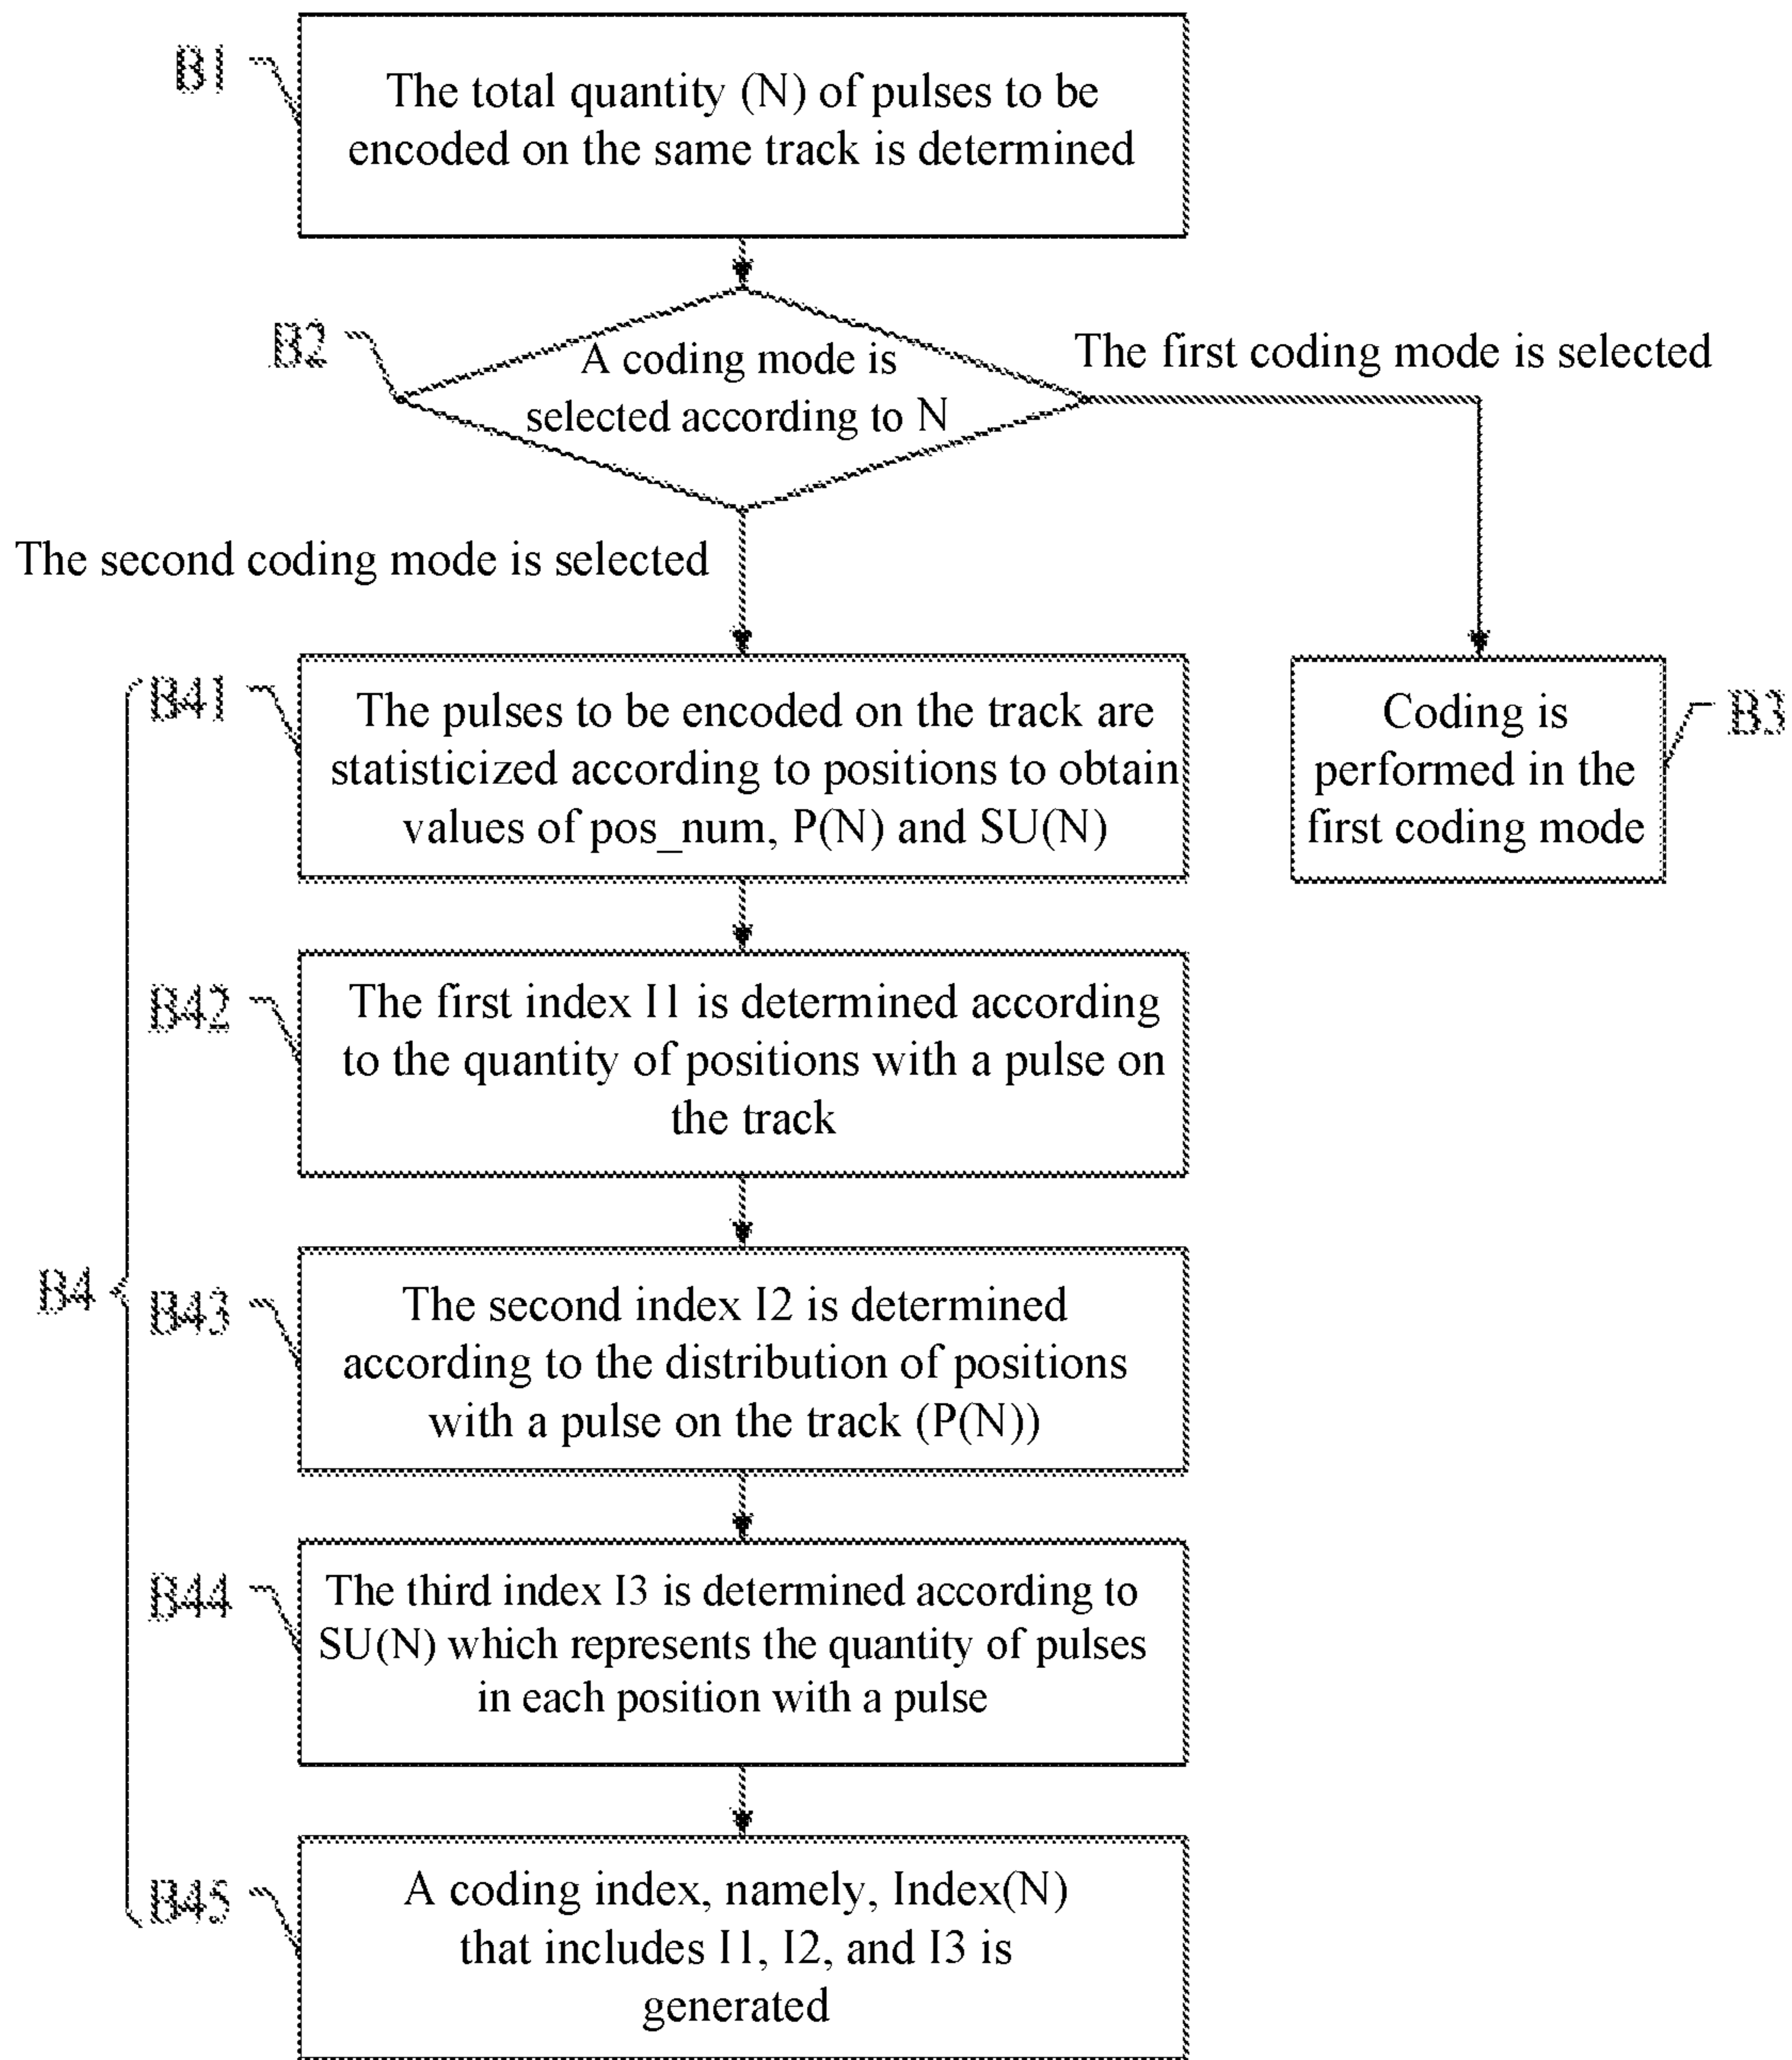 B1
The total quantity (N) of pulses to be
encoded on the same track is determined
B2
A coding mode is
selected according to N
The first coding mode is selected
The second coding mode is selected
B41
The pulses to be encoded on the track are
statisticized according to positions to obtain
values of pos_num, P(N) and SU(N)
Coding is
performed in the
first coding mode
B3
B42
The first index I1 is determined according
to the quantity of positions with a pulse on
the track
B4
B43
The second index I2 is determined
according to the distribution of positions
with a pulse on the track (P(N))
B44
The third index I3 is determined according to
SU(N) which represents the quantity of pulses
in each position with a pulse
B45
A coding index, namely, Index(N)
that includes I1, I2, and I3 is
generated